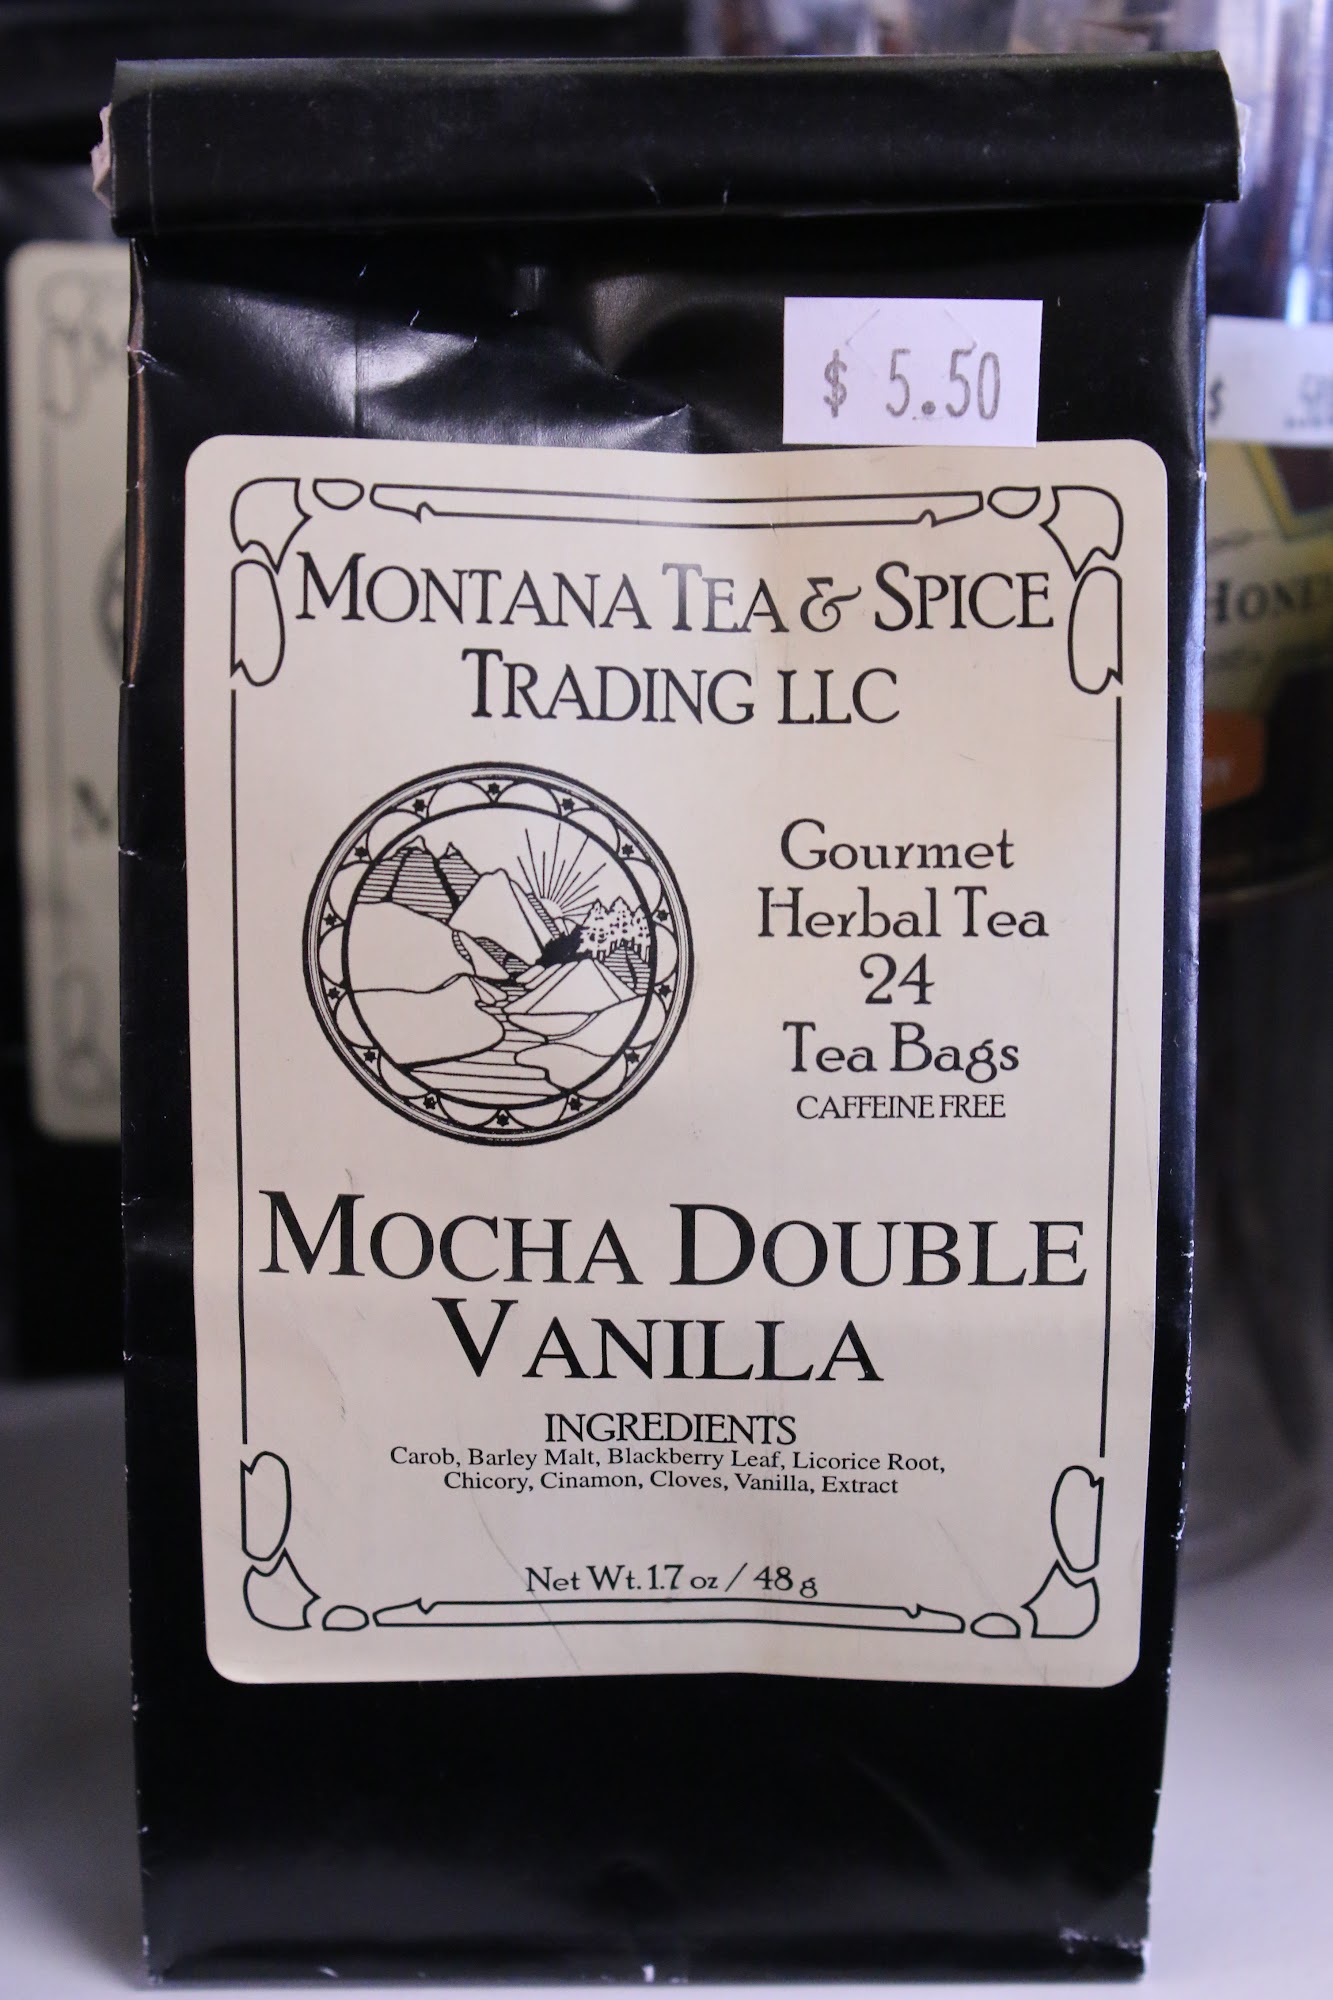 $ 5.50
MONTANA TEA & SPICE
TRADING LLC
Gourmet
Herbal Tea
24
Tea Bags
CAFFEINE FREE
MOCHA DOUBLE
VANILLA
INGREDIENTS
Carob, Barley Malt, Blackberry Leaf, Licorice Root,
Chicory, Cinamon, Cloves, Vanilla, Extract
Net Wt. 1.7 oz / 48 g